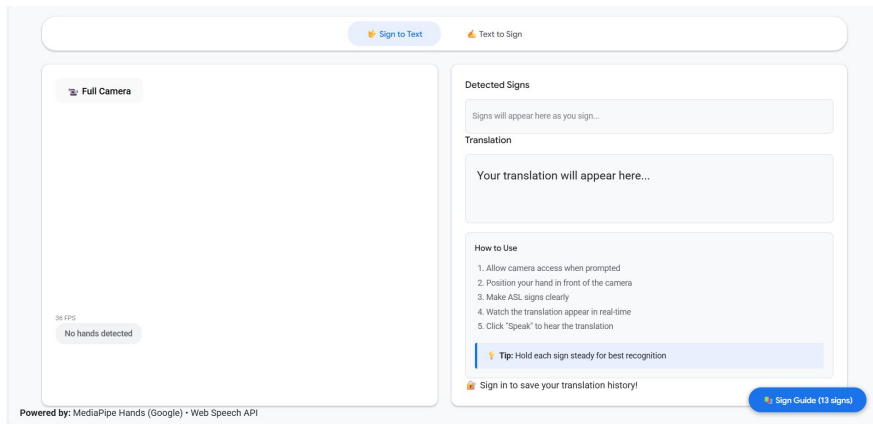 Sign to Text
Text to Sign
Full Camera
36 FPS
No hands detected
Detected Signs
Signs will appear here as you sign...
Translation
Your translation will appear here...
How to Use
1. Allow camera access when prompted
2. Position your hand in front of the camera
3. Make ASL signs clearly
4. Watch the translation appear in real-time
5. Click "Speak" to hear the translation
Tip: Hold each sign steady for best recognition
Sign in to save your translation history!
Sign Guide (13 signs)
Powered by: MediaPipe Hands (Google) • Web Speech API